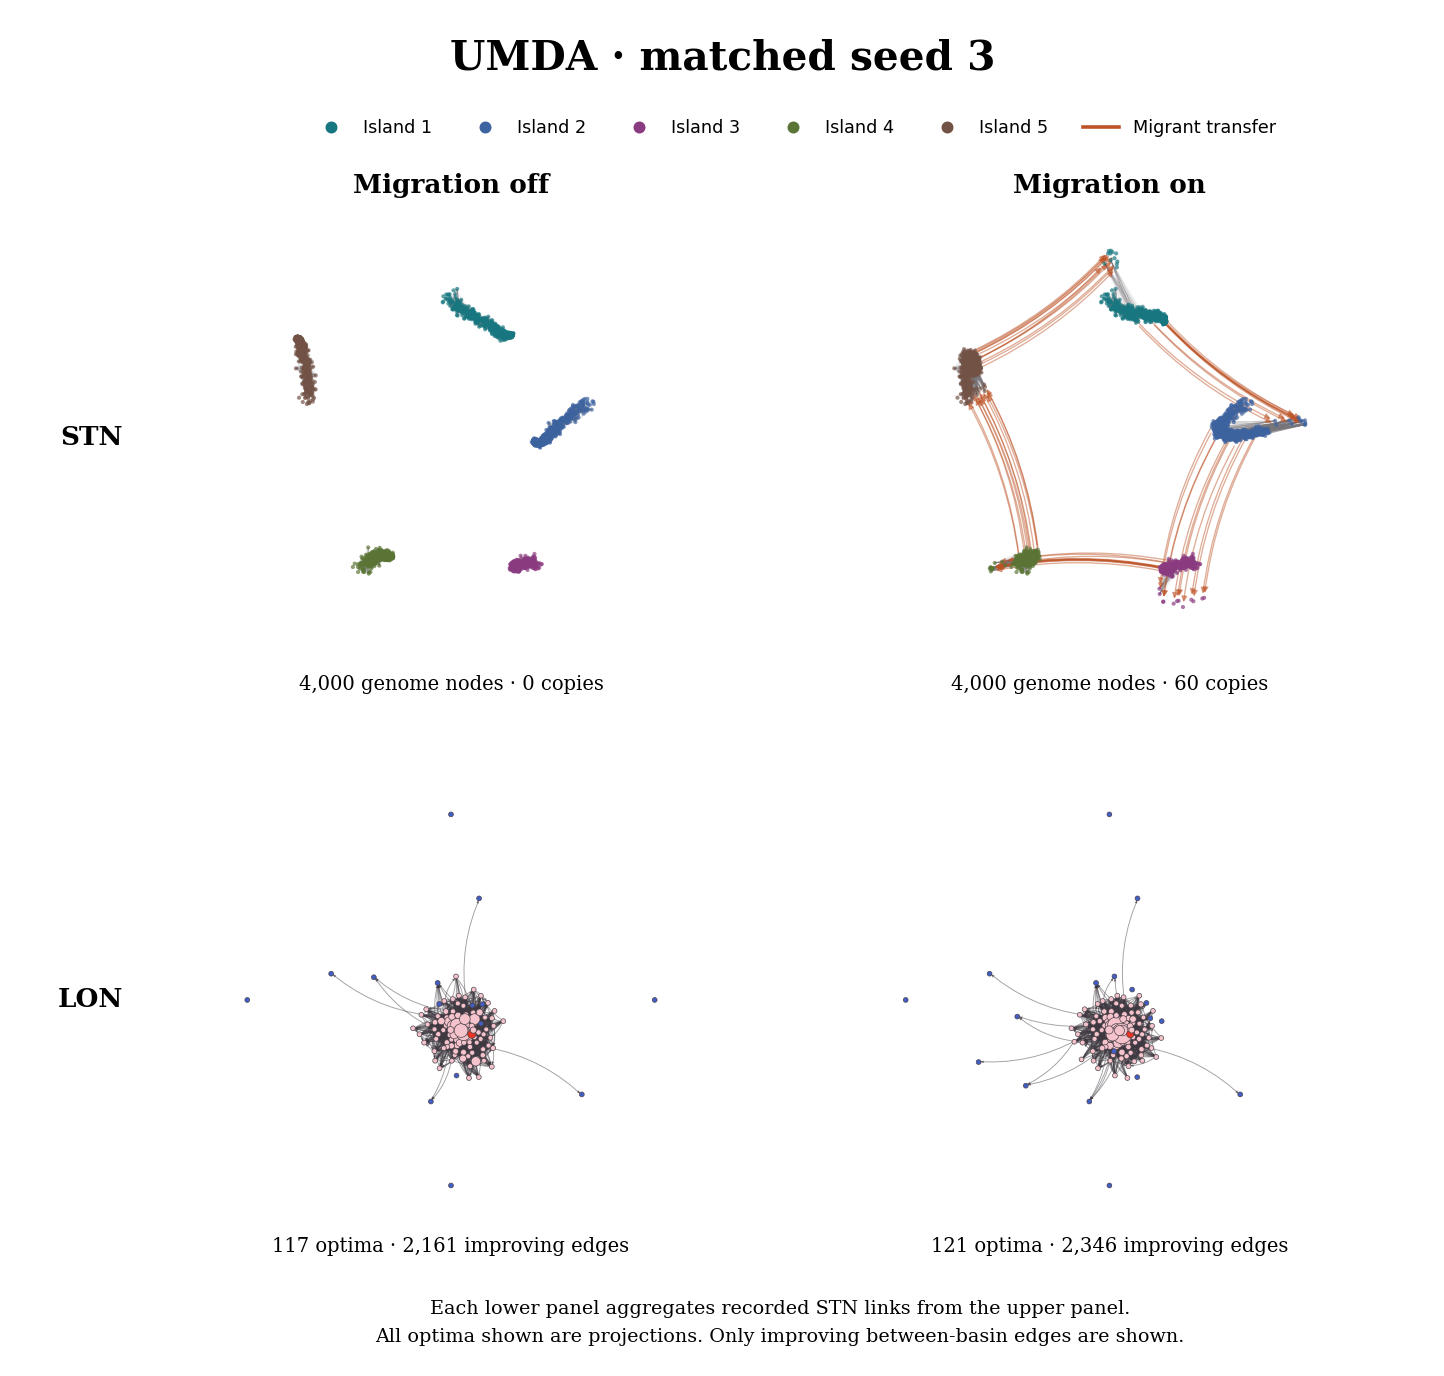 UMDA · matched seed 3
Island 1 Island 2 Island 3 Island 4 Island 5 Migrant transfer
Migration off Migration on
STN
4,000 genome nodes · 0 copies 4,000 genome nodes · 60 copies
LON
117 optima · 2,161 improving edges 121 optima · 2,346 improving edges
Each lower panel aggregates recorded STN links from the upper panel.
All optima shown are projections. Only improving between-basin edges are shown.